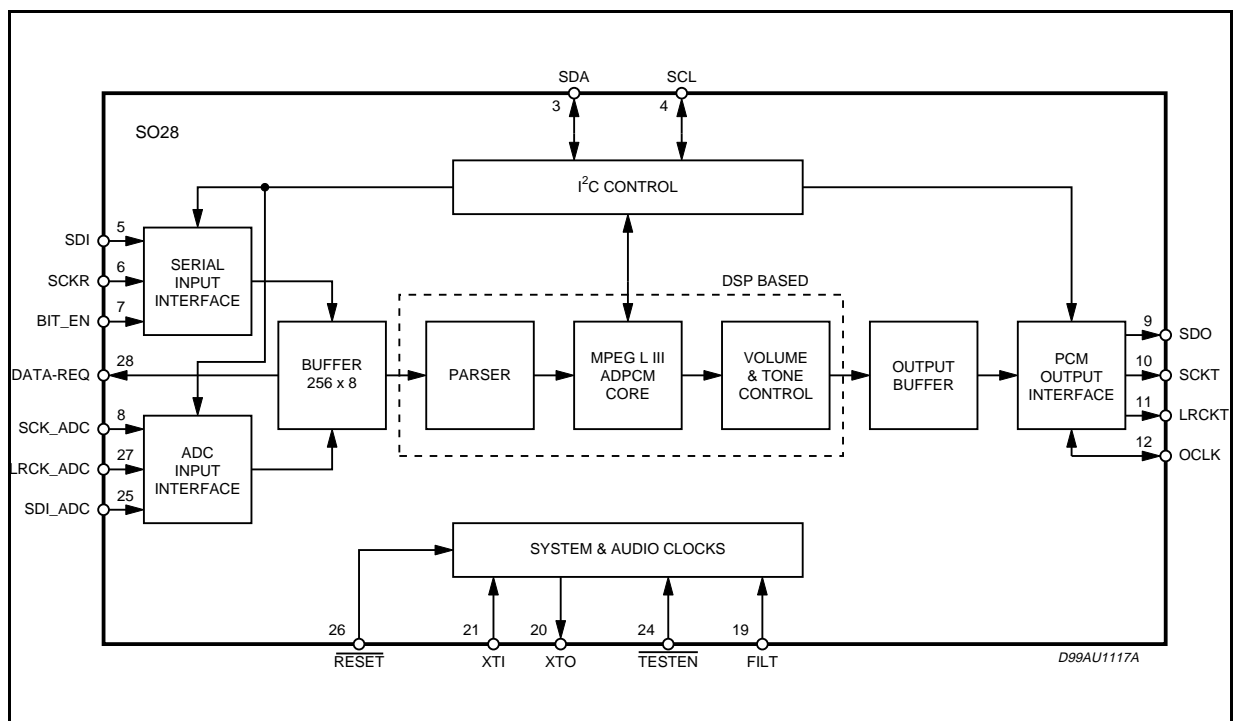 SDA
SCL
3
4
SO28
I²C CONTROL
SDI
5
SCKR
6
BIT_EN
7
SERIAL
INPUT
INTERFACE
DSP BASED
DATA-REQ
28
BUFFER
256 x 8
PARSER
MPEG L III
ADPCM
CORE
VOLUME
& TONE
CONTROL
OUTPUT
BUFFER
PCM
OUTPUT
INTERFACE
9
SDO
10
SCKT
11
LRCKT
12
OCLK
SCK_ADC
8
LRCK_ADC
27
SDI_ADC
25
ADC
INPUT
INTERFACE
SYSTEM & AUDIO CLOCKS
26
21
20
24
19
RESET
XTI
XTO
TESTEN
FILT
D99AU1117A